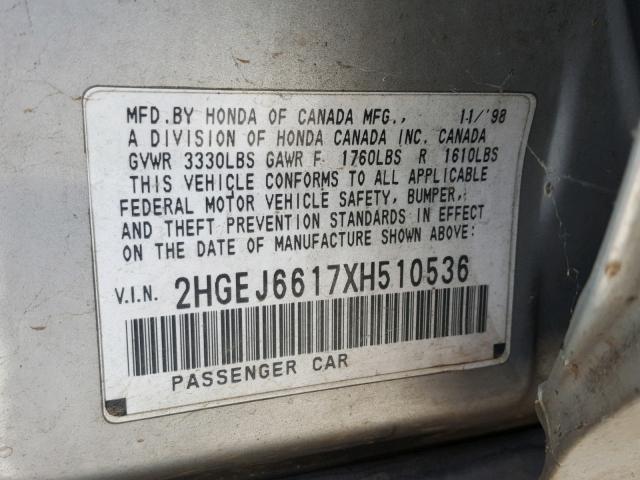 MFD.BY HONDA OF CANADA MFG., 11/'98
A DIVISION OF HONDA CANADA INC. CANADA
GVWR 3330LBS GAWR F 1760LBS R 1610LBS
THIS VEHICLE CONFORMS TO ALL APPLICABLE
FEDERAL MOTOR VEHICLE SAFETY, BUMPER,
AND THEFT PREVENTION STANDARDS IN EFFECT
ON THE DATE OF MANUFACTURE SHOWN ABOVE:
V.I.N. 2HGEJ6617XH510536
PASSENGER CAR